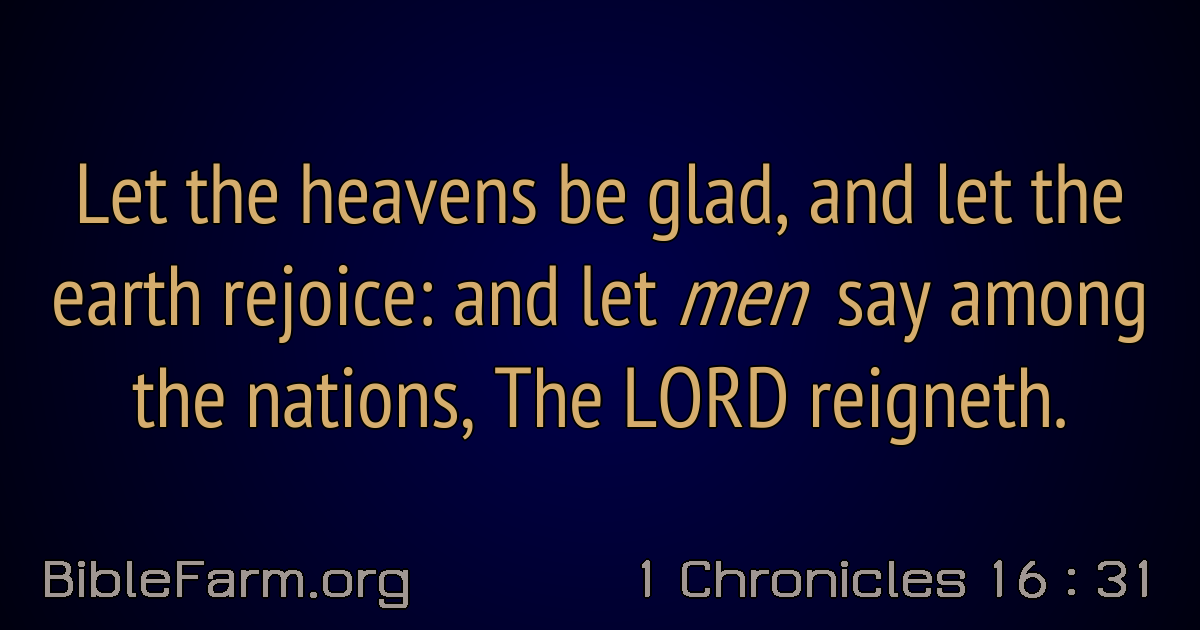 Let the heavens be glad, and let the
earth rejoice: and let men say among
the nations, The LORD reigneth.
BibleFarm.org
1 Chronicles 16 : 31